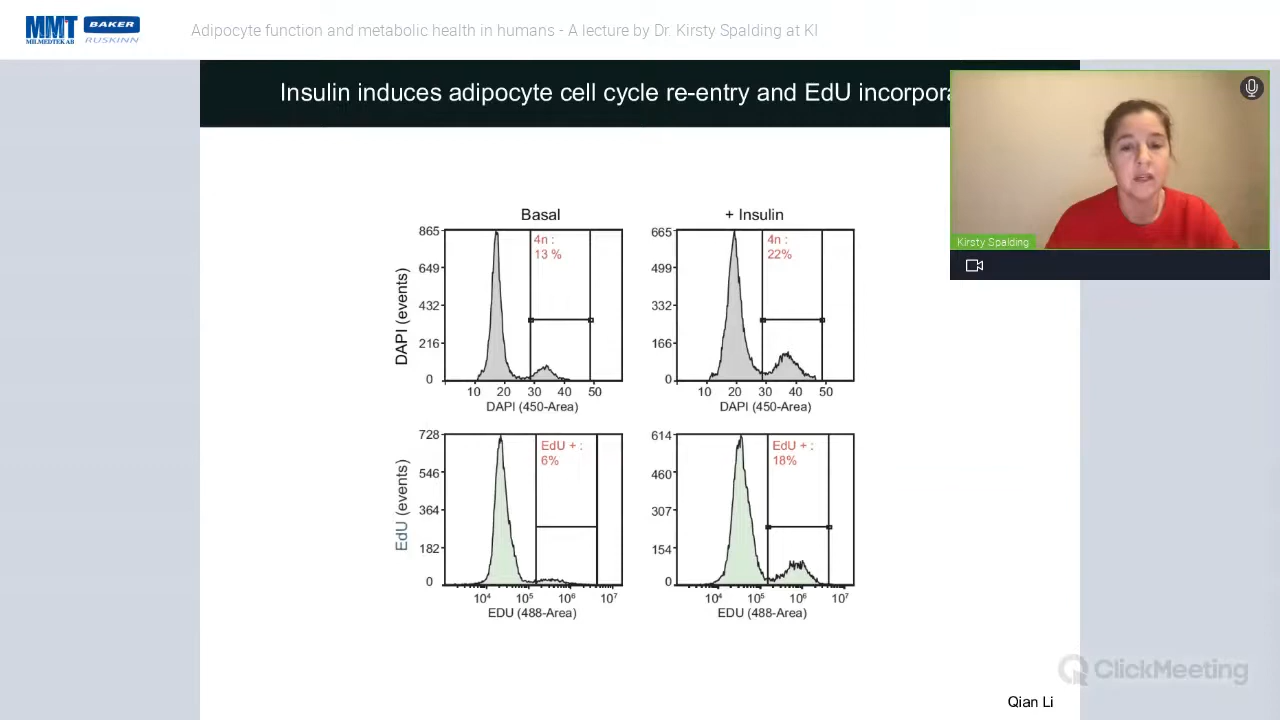 MMT
MILMEDTEK AB
BAKER
RUSKINN
Adipocyte function and metabolic health in humans - A lecture by Dr. Kirsty Spalding at KI
Insulin induces adipocyte cell cycle re-entry and EdU incorpora
Kirsty Spalding
Basal
+ Insulin
DAPI (events)
865
649
432
216
0
4n :
13 %
10 20 30 40 50
DAPI (450-Area)
665
499
332
166
0
4n :
22%
10 20 30 40 50
DAPI (450-Area)
EdU (events)
728
546
364
182
0
EdU + :
6%
10⁴ 10⁵ 10⁶ 10⁷
EDU (488-Area)
614
460
307
154
0
EdU + :
18%
10⁴ 10⁵ 10⁶ 10⁷
EDU (488-Area)
ClickMeeting
Qian Li